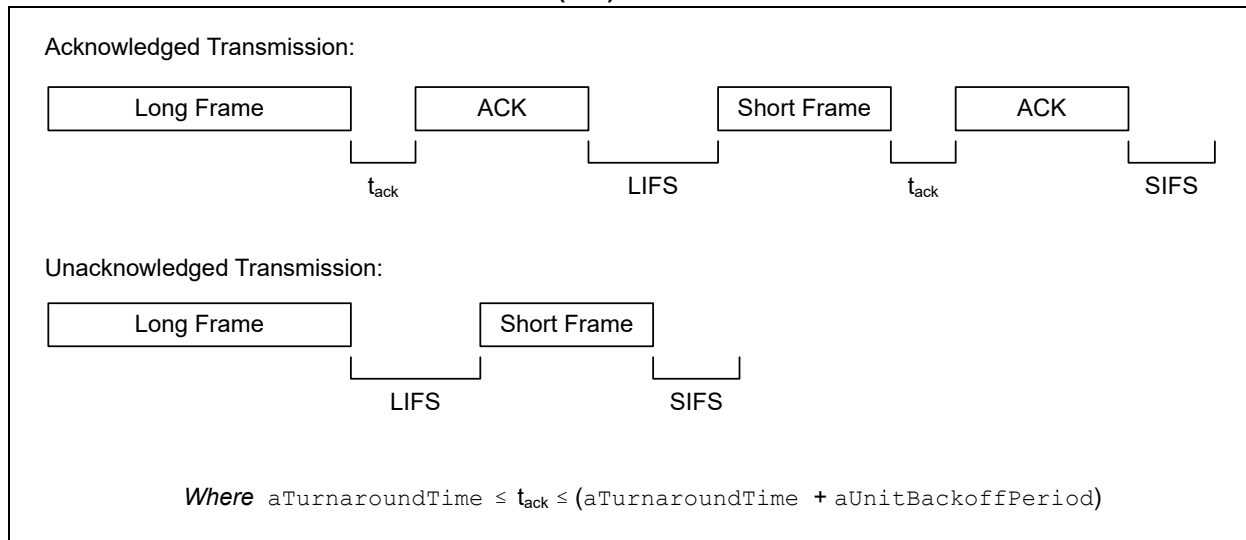 Acknowledged Transmission:
Long Frame ACK Short Frame ACK
tack LIFS tack SIFS
Unacknowledged Transmission:
Long Frame Short Frame
LIFS SIFS
Where aTurnaroundTime ≤ tack ≤ (aTurnaroundTime + aUnitBackoffPeriod)